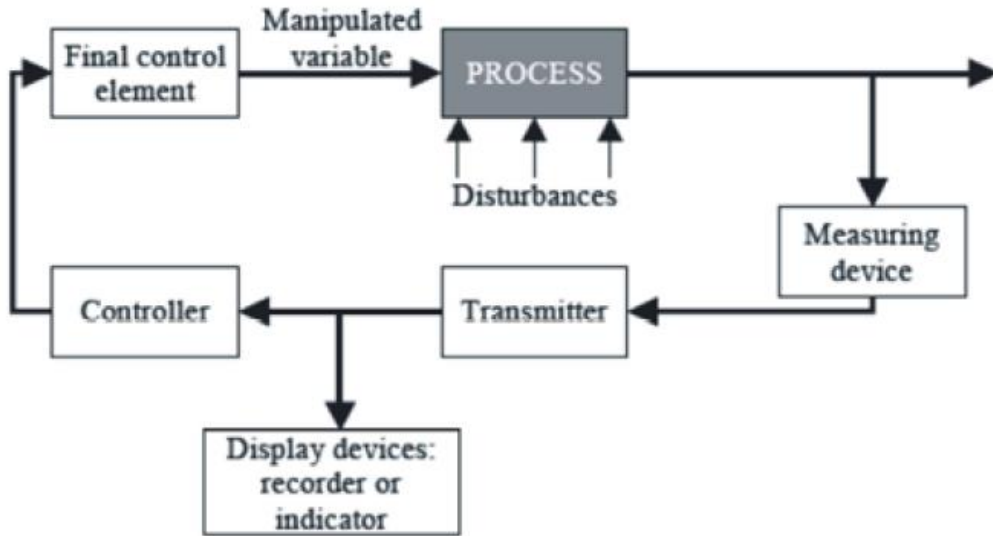 Final control
element
Manipulated
variable
PROCESS
Disturbances
Measuring
device
Controller
Transmitter
Display devices:
recorder or
indicator